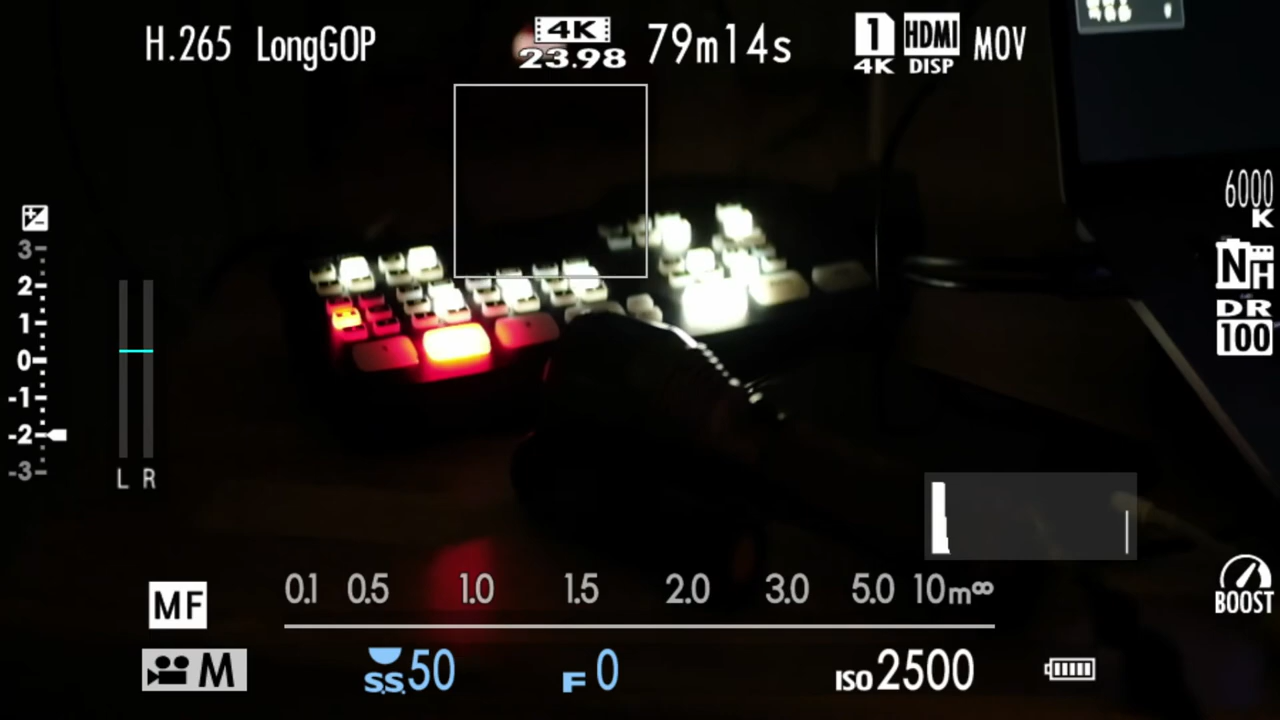 H.265 LongGOP
4K
23.98
79m14s
1
4K
HDMI
DISP
MOV
6000
K
3
2
1
0
-1
-2
-3
L R
NH
DR
100
MF
0.1 0.5 1.0 1.5 2.0 3.0 5.0 10m∞
BOOST
M
S.S. 50
F 0
ISO 2500